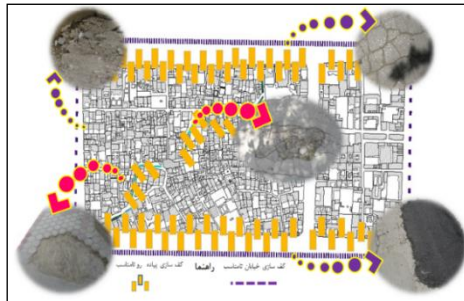 راهنما
کف سازی خیابان نامناسب
کف سازی پیاده رو نامناسب